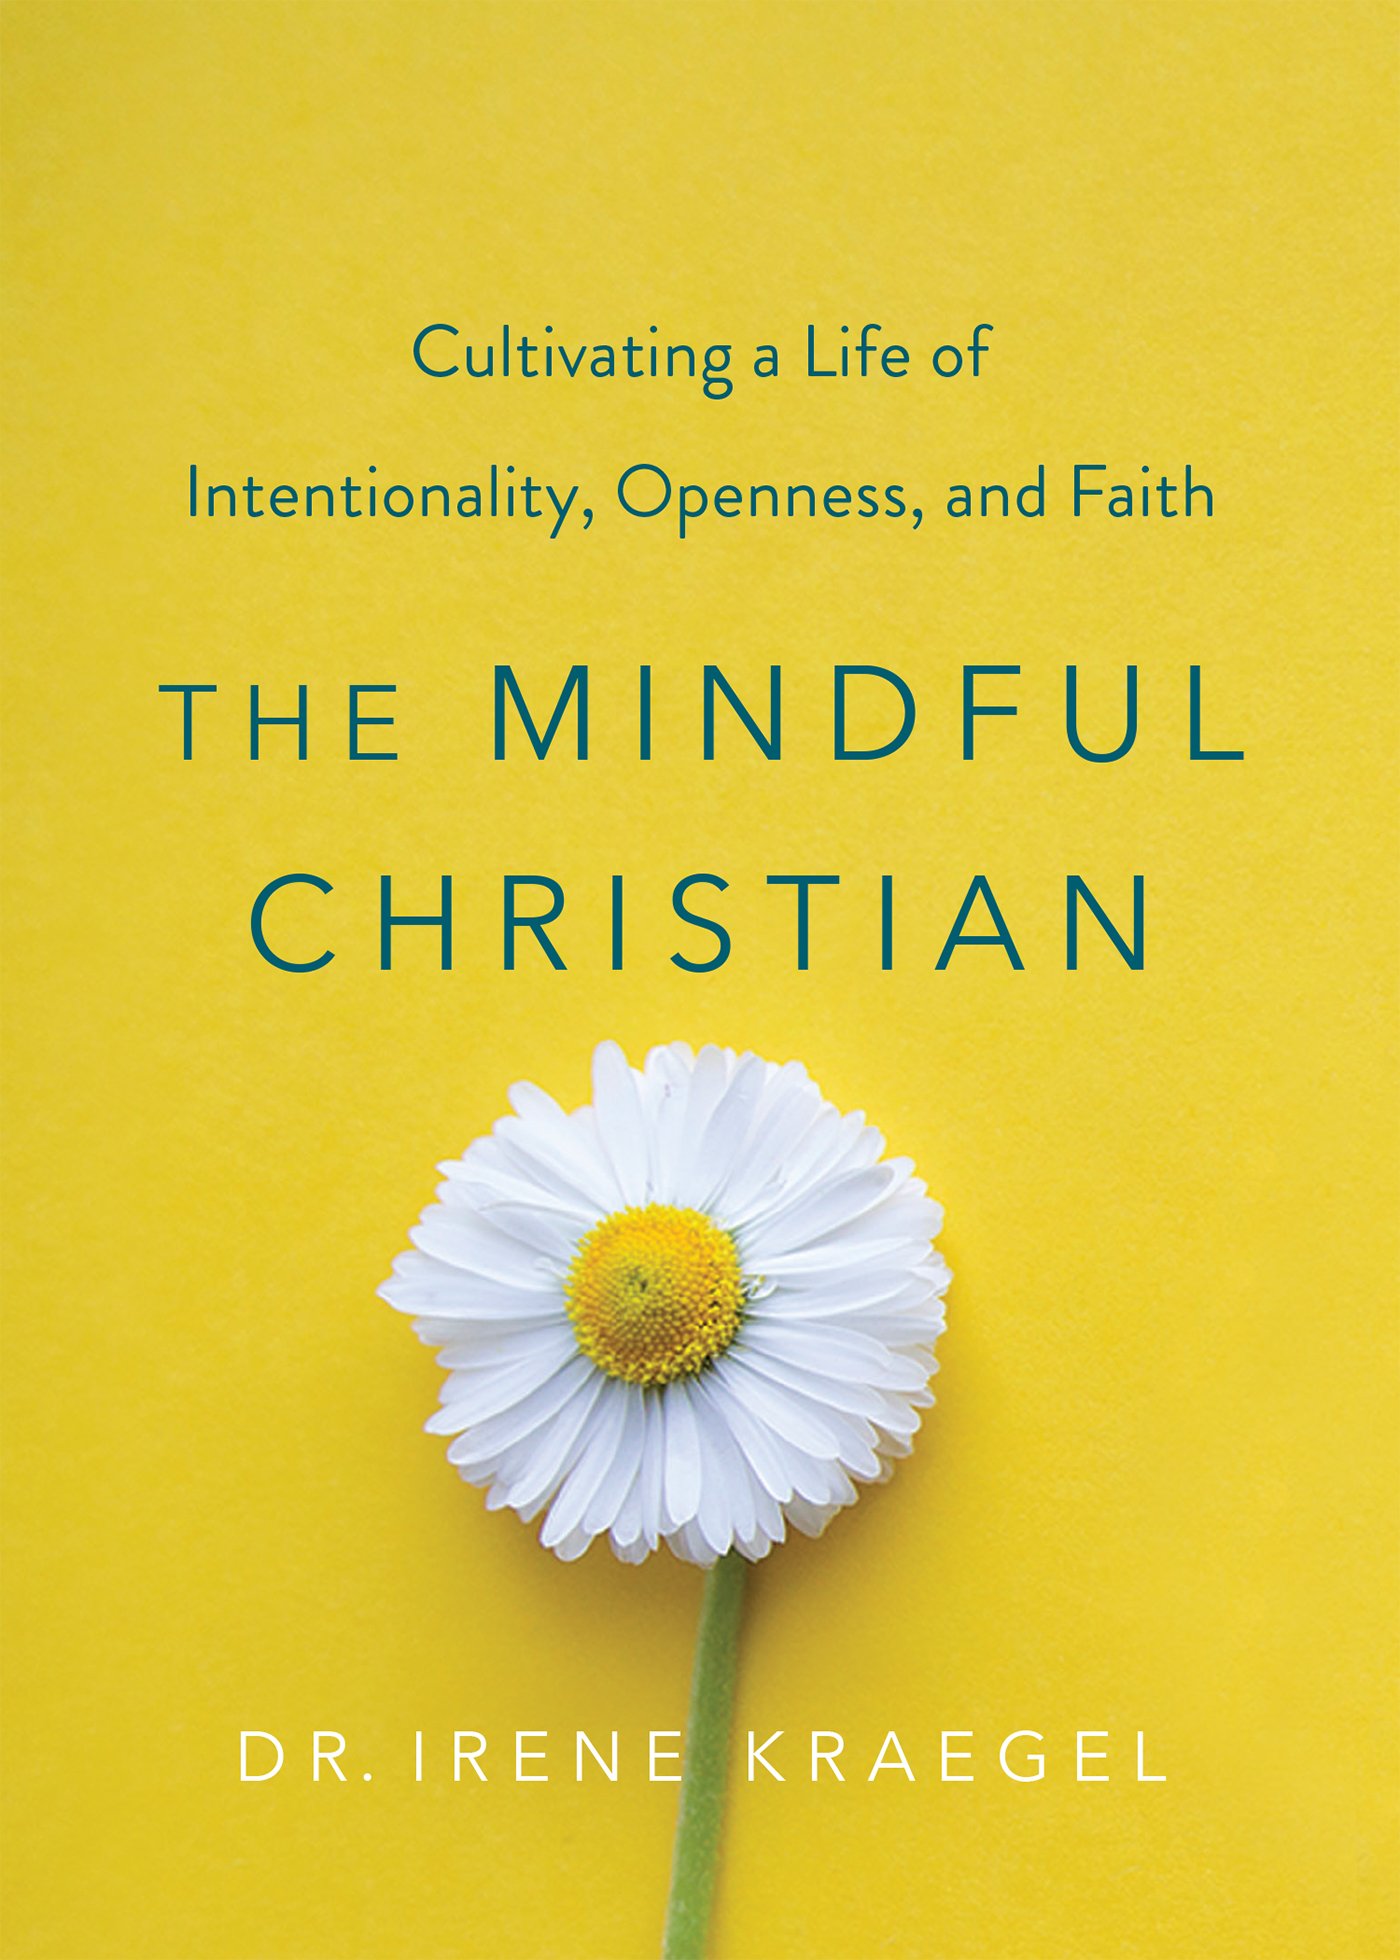 Cultivating a Life of
Intentionality, Openness, and Faith
THE MINDFUL
CHRISTIAN
DR. IRENE KRAEGEL